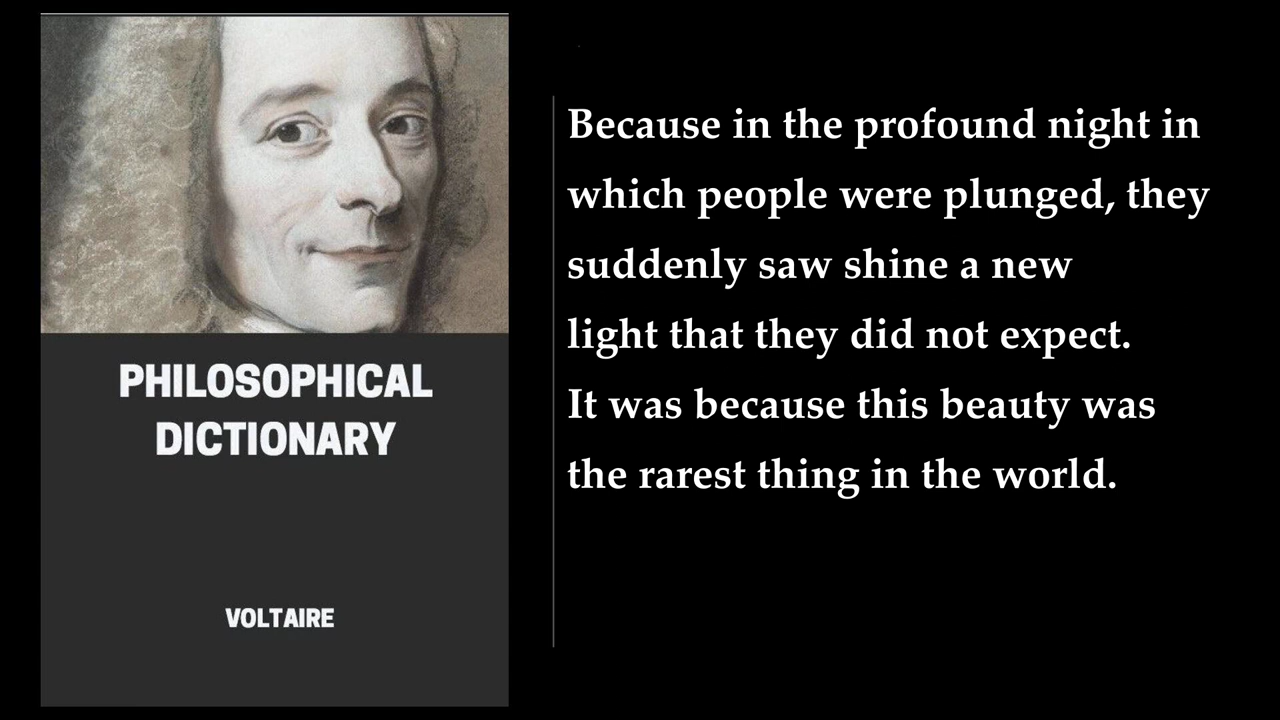 PHILOSOPHICAL
DICTIONARY
VOLTAIRE
Because in the profound night in
which people were plunged, they
suddenly saw shine a new
light that they did not expect.
It was because this beauty was
the rarest thing in the world.